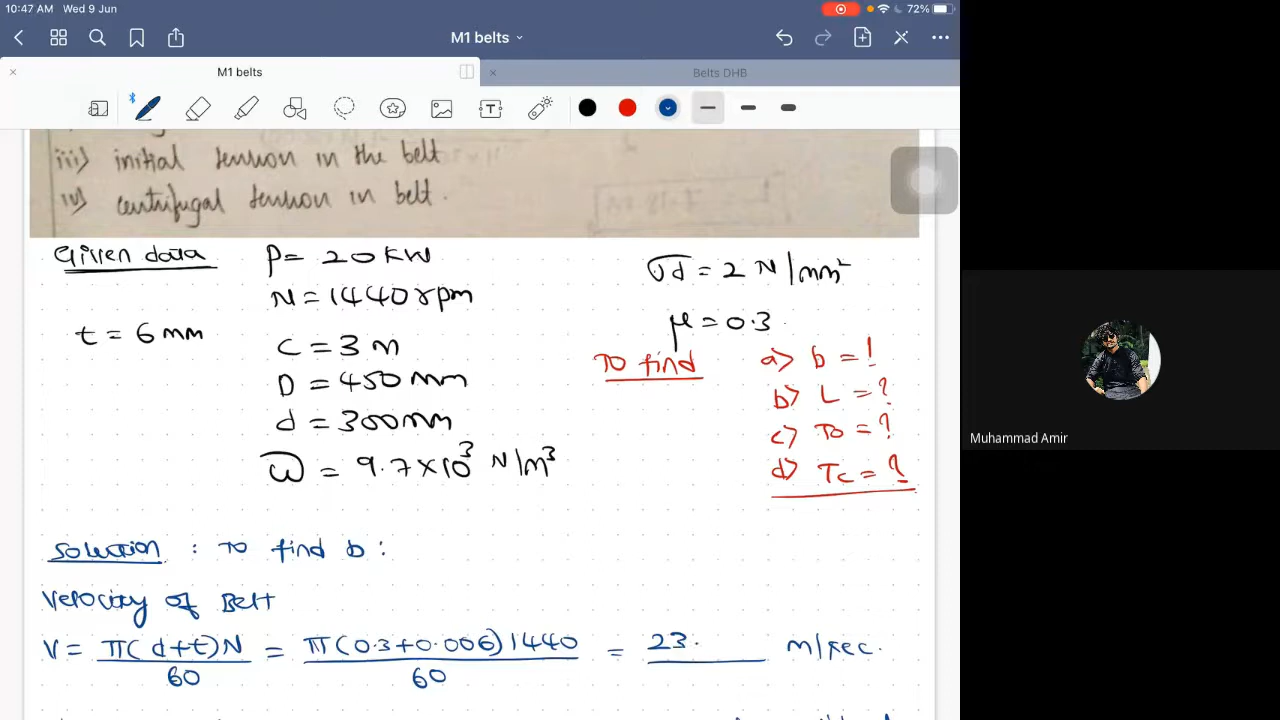 10:47 AM Wed 9 Jun
72%
M1 belts
M1 belts
Belts DHB
iii) initial tension in the belt
iv) centrifugal tension in belt.
Given data
P = 20 KW
N = 1440 rpm
t = 6 mm
C = 3 m
D = 450 mm
d = 300 mm
ω = 9.7 × 10³ N/m³
σd = 2 N/mm²
μ = 0.3
To find
a) b = !
b) L = ?
c) To = ?
d) Tc = ?
Muhammad Amir
Solution : To find b :
Velocity of Belt
V = π(d+t)N/60 = π(0.3+0.006)1440/60 = 23. m/sec.